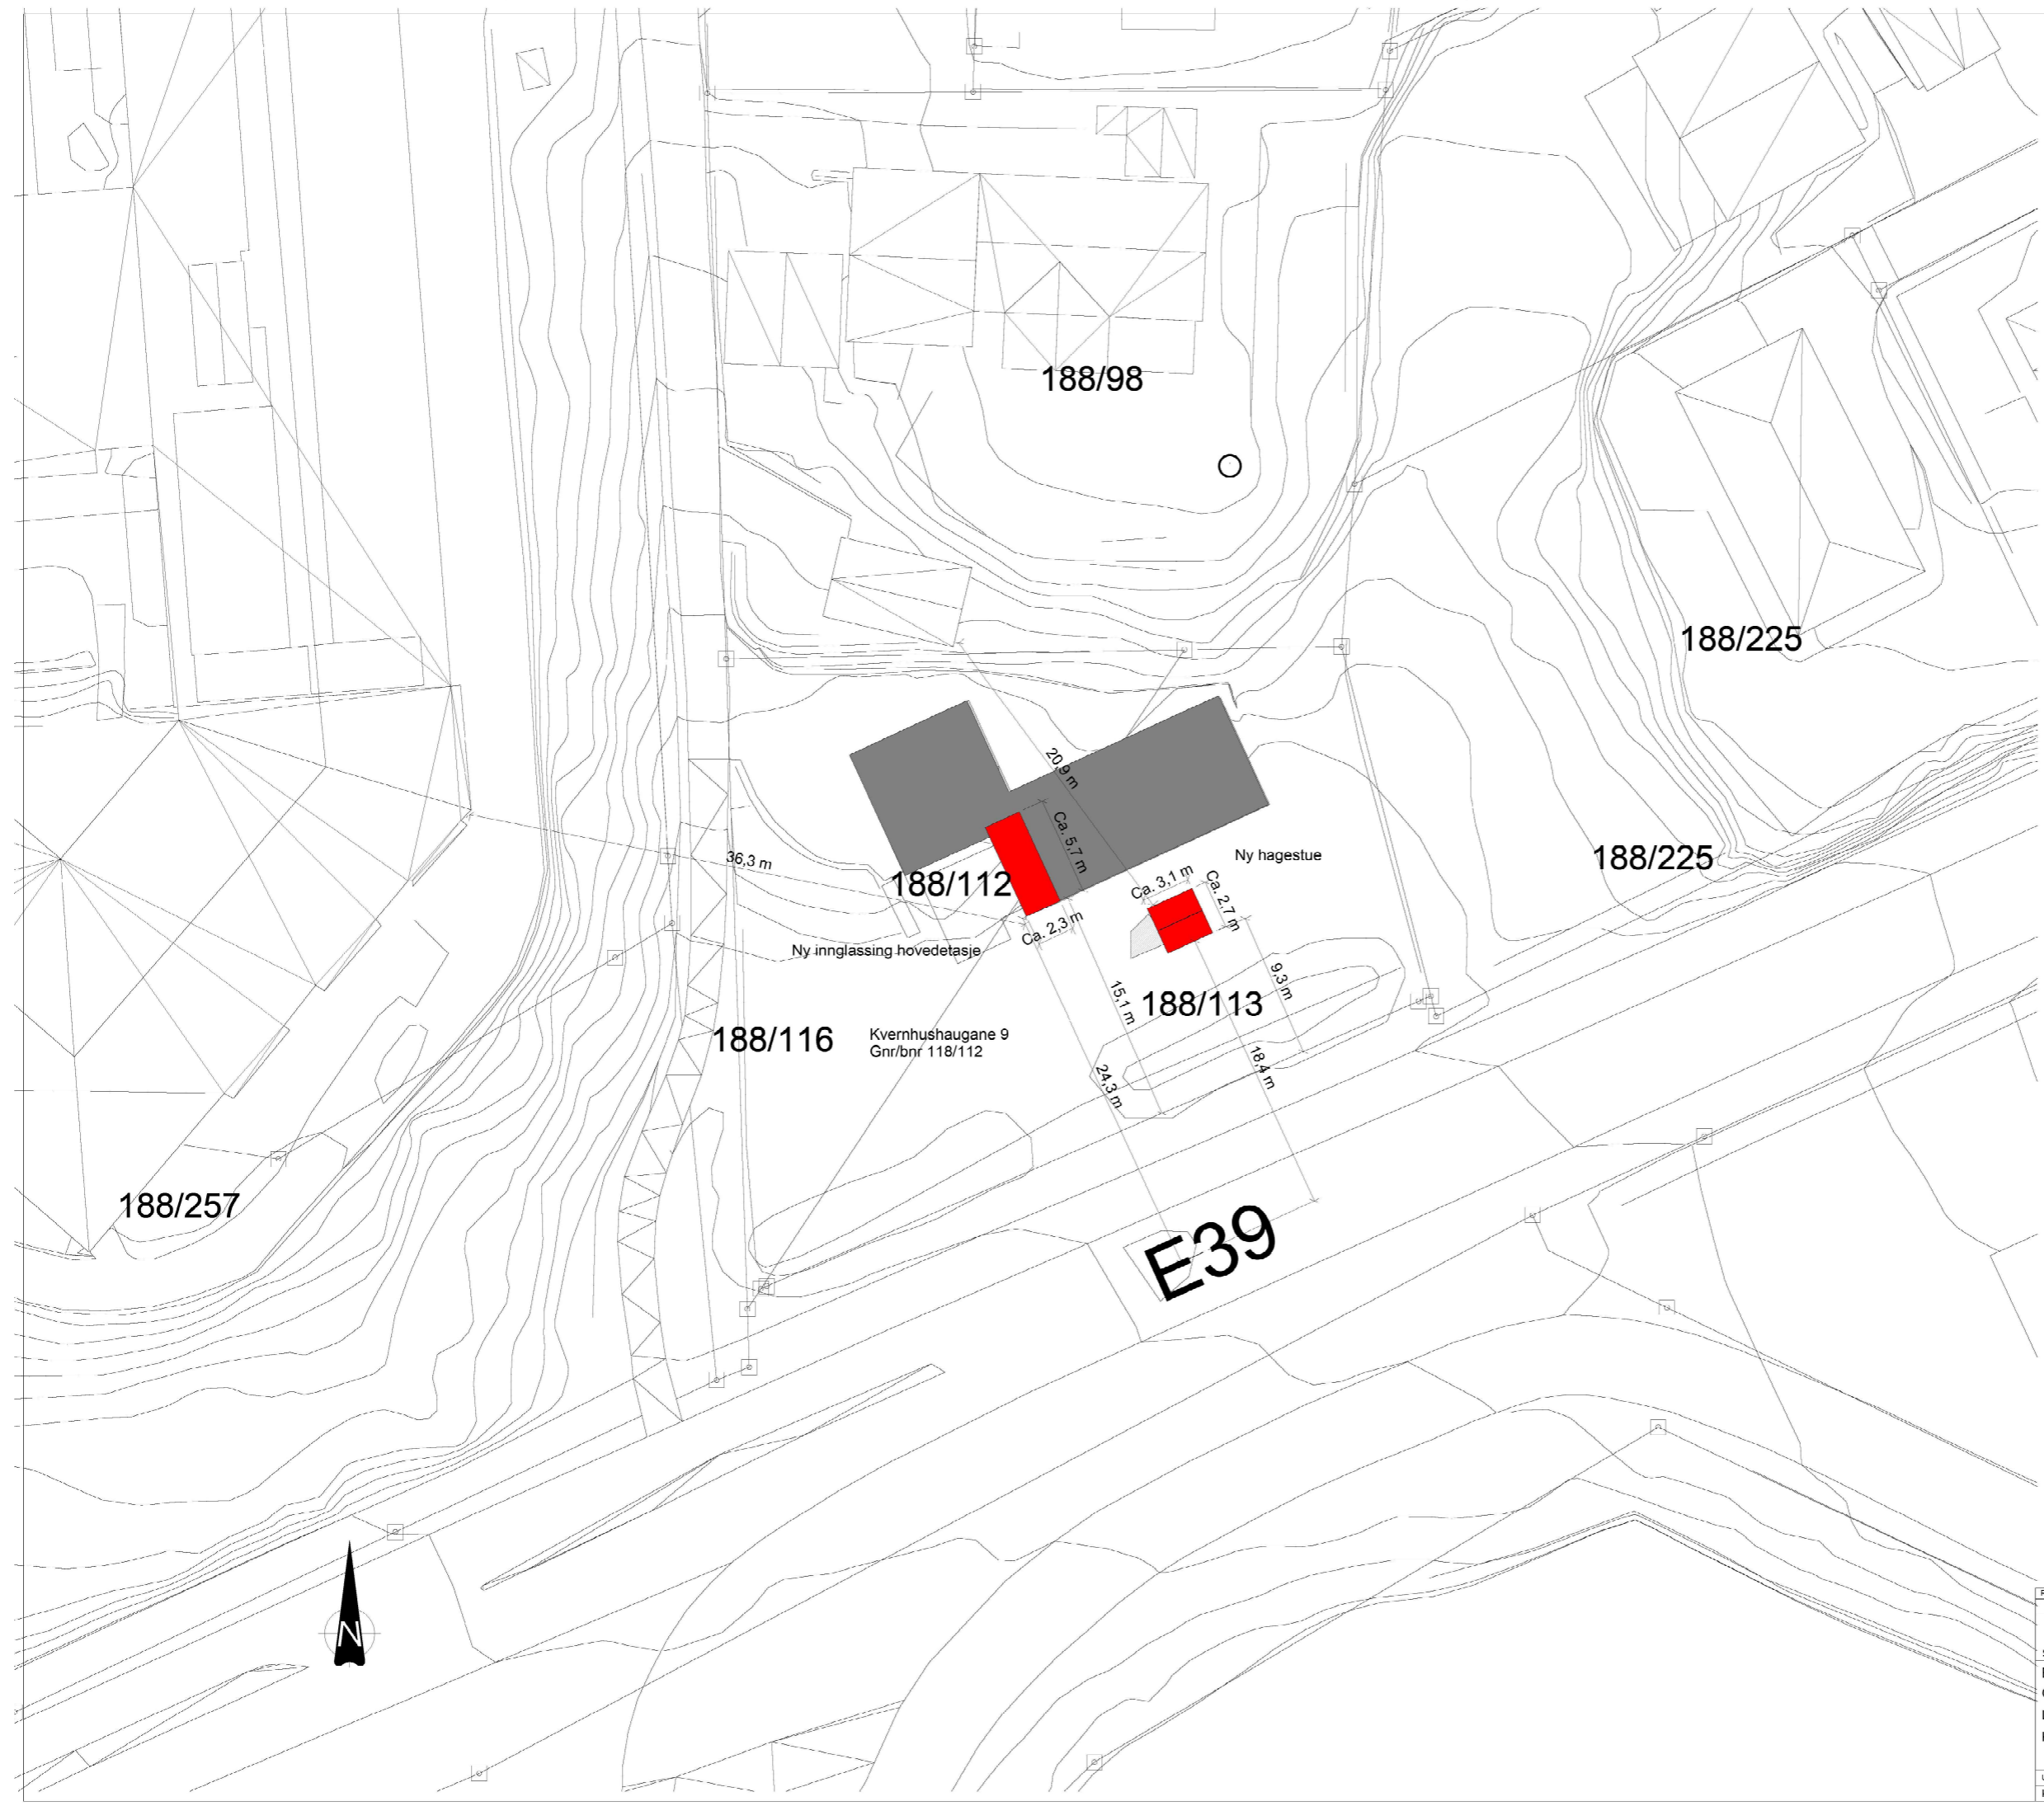 188/98
188/225
20,9 m
Ca. 5,7 m
36,3 m
188/112
Ny hagestue
188/225
Ca. 3,1 m
Ca. 2,7 m
Ca. 2,3 m
Ny innglassing hovedetasje
9,3 m
15,1 m
188/113
188/116
Kvernhushaugane 9
Gnr/bnr 118/112
18,4 m
24,3 m
188/257
E39
N